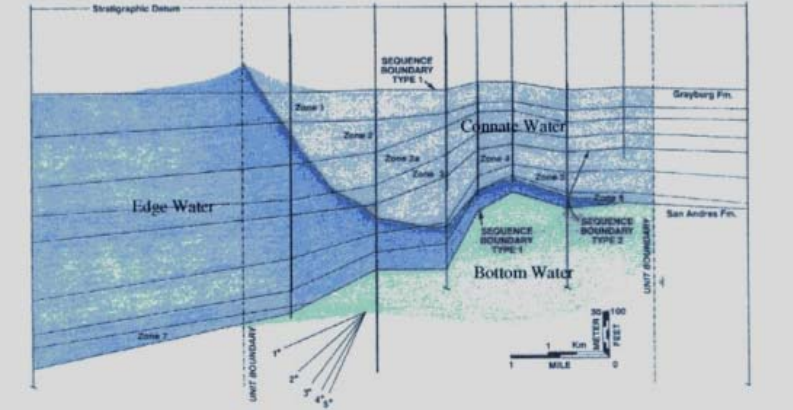 Stratigraphic Datum
SEQUENCE
BOUNDARY
TYPE 1
Grayburg Fm.
Zone 1
Zone 2
Connate Water
Zone 2a
Zone 3
Zone 4
Zone 5
Zone 6
Edge Water
San Andres Fm.
SEQUENCE
BOUNDARY
TYPE 1
SEQUENCE
BOUNDARY
TYPE 2
Bottom Water
UNIT BOUNDARY
Zone 7
UNIT BOUNDARY
1°
2°
3°
4°
5°
30
100
METER
FEET
1
Km
1
MILE
0